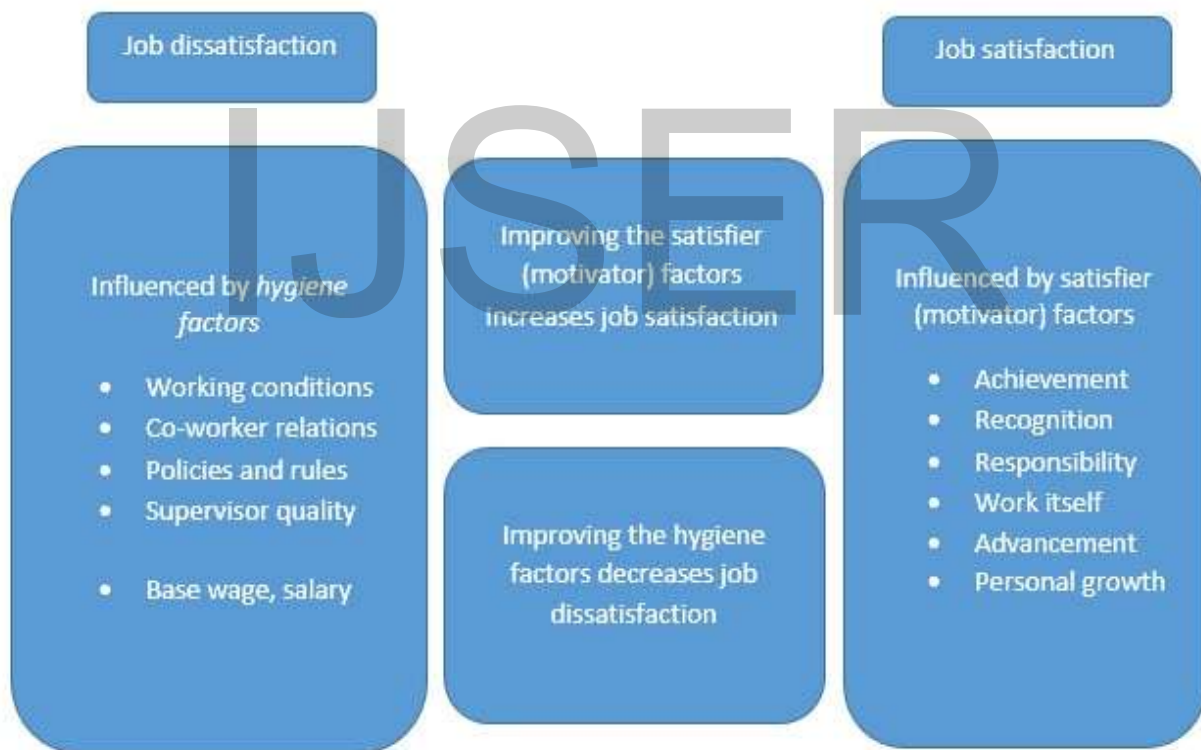 Job dissatisfaction
Job satisfaction
IJSER
Influenced by hygiene
factors
• Working conditions
• Co-worker relations
• Policies and rules
• Supervisor quality
• Base wage, salary
Improving the satisfier
(motivator) factors
increases job satisfaction
Improving the hygiene
factors decreases job
dissatisfaction
Influenced by satisfier
(motivator) factors
• Achievement
• Recognition
• Responsibility
• Work itself
• Advancement
• Personal growth